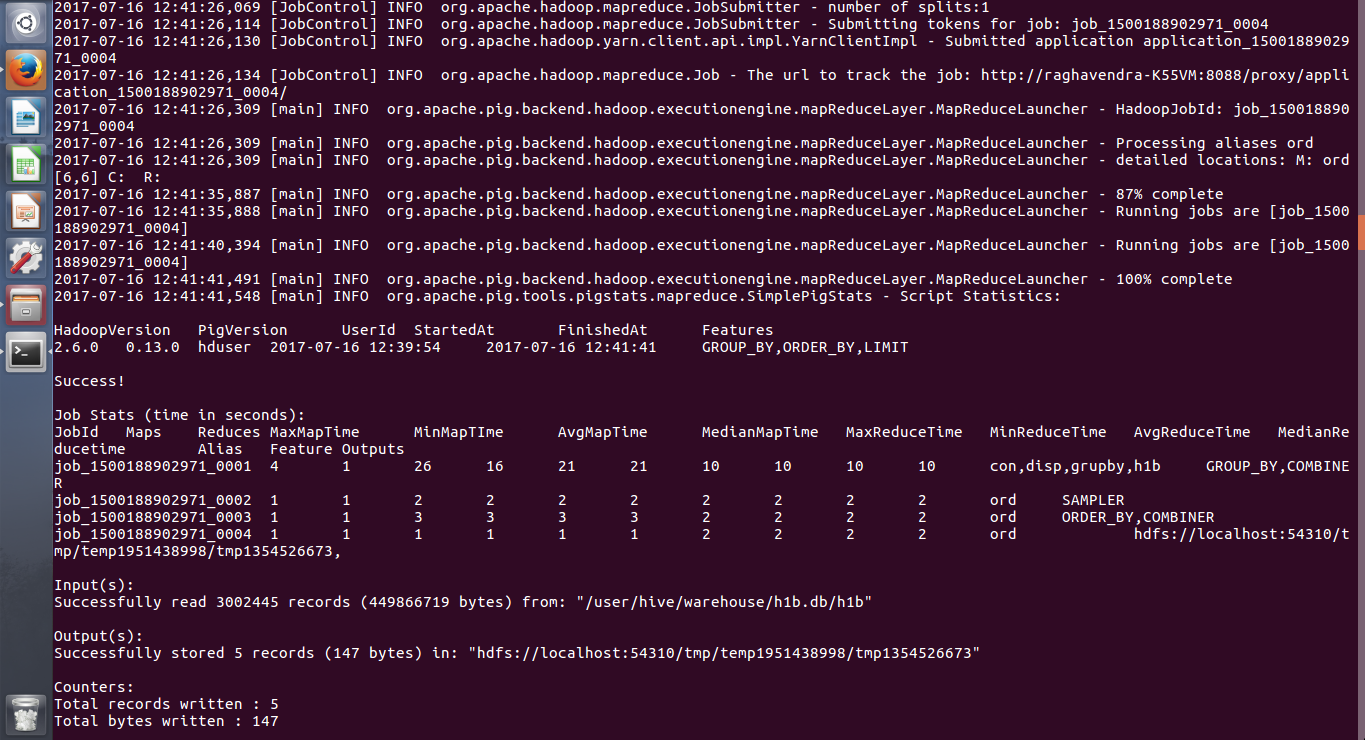 2017-07-16 12:41:26,069 [JobControl] INFO  org.apache.hadoop.mapreduce.JobSubmitter - number of splits:1
2017-07-16 12:41:26,114 [JobControl] INFO  org.apache.hadoop.mapreduce.JobSubmitter - Submitting tokens for job: job_1500188902971_0004
2017-07-16 12:41:26,130 [JobControl] INFO  org.apache.hadoop.yarn.client.api.impl.YarnClientImpl - Submitted application application_15001889029
71_0004
2017-07-16 12:41:26,134 [JobControl] INFO  org.apache.hadoop.mapreduce.Job - The url to track the job: http://raghavendra-K55VM:8088/proxy/appli
cation_1500188902971_0004/
2017-07-16 12:41:26,309 [main] INFO  org.apache.pig.backend.hadoop.executionengine.mapReduceLayer.MapReduceLauncher - HadoopJobId: job_150018890
2971_0004
2017-07-16 12:41:26,309 [main] INFO  org.apache.pig.backend.hadoop.executionengine.mapReduceLayer.MapReduceLauncher - Processing aliases ord
2017-07-16 12:41:26,309 [main] INFO  org.apache.pig.backend.hadoop.executionengine.mapReduceLayer.MapReduceLauncher - detailed locations: M: ord
[6,6] C:  R:
2017-07-16 12:41:35,887 [main] INFO  org.apache.pig.backend.hadoop.executionengine.mapReduceLayer.MapReduceLauncher - 87% complete
2017-07-16 12:41:35,888 [main] INFO  org.apache.pig.backend.hadoop.executionengine.mapReduceLayer.MapReduceLauncher - Running jobs are [job_1500
188902971_0004]
2017-07-16 12:41:40,394 [main] INFO  org.apache.pig.backend.hadoop.executionengine.mapReduceLayer.MapReduceLauncher - Running jobs are [job_1500
188902971_0004]
2017-07-16 12:41:41,491 [main] INFO  org.apache.pig.backend.hadoop.executionengine.mapReduceLayer.MapReduceLauncher - 100% complete
2017-07-16 12:41:41,548 [main] INFO  org.apache.pig.tools.pigstats.mapreduce.SimplePigStats - Script Statistics:
HadoopVersion   PigVersion      UserId  StartedAt       FinishedAt      Features
2.6.0   0.13.0  hduser  2017-07-16 12:39:54     2017-07-16 12:41:41     GROUP_BY,ORDER_BY,LIMIT
Success!
Job Stats (time in seconds):
JobId   Maps    Reduces MaxMapTime      MinMapTIme      AvgMapTime      MedianMapTime   MaxReduceTime   MinReduceTime   AvgReduceTime   MedianRe
ducetime        Alias   Feature Outputs
job_1500188902971_0001  4       1       26      16      21      21      10      10      10      10      con,disp,grupby,h1b     GROUP_BY,COMBINE
R
job_1500188902971_0002  1       1       2       2       2       2       2       2       2       2       ord     SAMPLER
job_1500188902971_0003  1       1       3       3       3       3       2       2       2       2       ord     ORDER_BY,COMBINER
job_1500188902971_0004  1       1       1       1       1       1       2       2       2       2       ord             hdfs://localhost:54310/t
mp/temp1951438998/tmp1354526673,
Input(s):
Successfully read 3002445 records (449866719 bytes) from: "/user/hive/warehouse/h1b.db/h1b"
Output(s):
Successfully stored 5 records (147 bytes) in: "hdfs://localhost:54310/tmp/temp1951438998/tmp1354526673"
Counters:
Total records written : 5
Total bytes written : 147